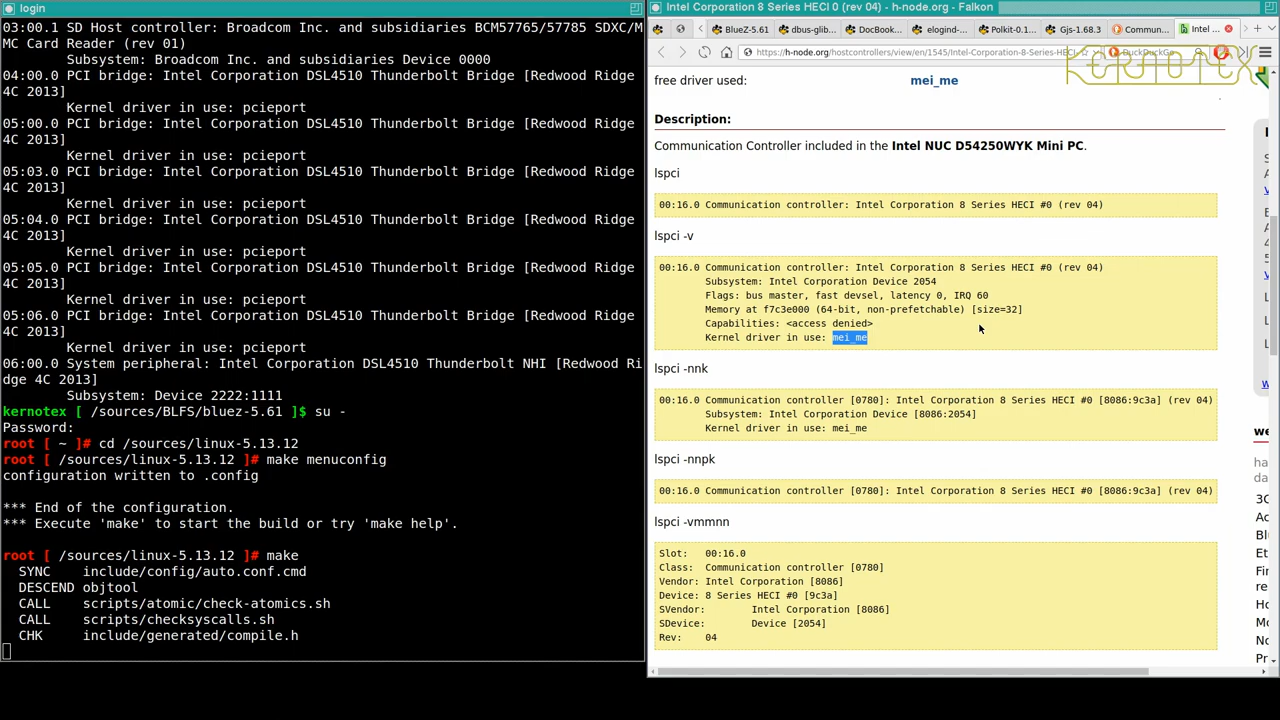 login
03:00.1 SD Host controller: Broadcom Inc. and subsidiaries BCM57765/57785 SDXC/M
MC Card Reader (rev 01)
Subsystem: Broadcom Inc. and subsidiaries Device 0000
04:00.0 PCI bridge: Intel Corporation DSL4510 Thunderbolt Bridge [Redwood Ridge
4C 2013]
Kernel driver in use: pcieport
05:00.0 PCI bridge: Intel Corporation DSL4510 Thunderbolt Bridge [Redwood Ridge
4C 2013]
Kernel driver in use: pcieport
05:03.0 PCI bridge: Intel Corporation DSL4510 Thunderbolt Bridge [Redwood Ridge
4C 2013]
Kernel driver in use: pcieport
05:04.0 PCI bridge: Intel Corporation DSL4510 Thunderbolt Bridge [Redwood Ridge
4C 2013]
Kernel driver in use: pcieport
05:05.0 PCI bridge: Intel Corporation DSL4510 Thunderbolt Bridge [Redwood Ridge
4C 2013]
Kernel driver in use: pcieport
05:06.0 PCI bridge: Intel Corporation DSL4510 Thunderbolt Bridge [Redwood Ridge
4C 2013]
Kernel driver in use: pcieport
06:00.0 System peripheral: Intel Corporation DSL4510 Thunderbolt NHI [Redwood Ri
dge 4C 2013]
Subsystem: Device 2222:1111
kernotex [ /sources/BLFS/bluez-5.61 ]$ su -
Password:
root [ ~ ]# cd /sources/linux-5.13.12
root [ /sources/linux-5.13.12 ]# make menuconfig
configuration written to .config
*** End of the configuration.
*** Execute 'make' to start the build or try 'make help'.
root [ /sources/linux-5.13.12 ]# make
SYNC include/config/auto.conf.cmd
DESCEND objtool
CALL scripts/atomic/check-atomics.sh
CALL scripts/checksyscalls.sh
CHK include/generated/compile.h
Intel Corporation 8 Series HECI 0 (rev 04) - h-node.org - Falkon
BlueZ-5.61 dbus-glib... DocBook... elogind-... Polkit-0.1... Gjs-1.68.3 Commun... Intel ...
https://h-node.org/hostcontrollers/view/en/1545/Intel-Corporation-8-Series-HECI- DuckDuckGo
KERNOTEX
free driver used: mei_me
Description:
Communication Controller included in the Intel NUC D54250WYK Mini PC.
lspci
00:16.0 Communication controller: Intel Corporation 8 Series HECI #0 (rev 04)
lspci -v
00:16.0 Communication controller: Intel Corporation 8 Series HECI #0 (rev 04)
Subsystem: Intel Corporation Device 2054
Flags: bus master, fast devsel, latency 0, IRQ 60
Memory at f7c3e000 (64-bit, non-prefetchable) [size=32]
Capabilities: <access denied>
Kernel driver in use: mei_me
lspci -nnk
00:16.0 Communication controller [0780]: Intel Corporation 8 Series HECI #0 [8086:9c3a] (rev 04)
Subsystem: Intel Corporation Device [8086:2054]
Kernel driver in use: mei_me
lspci -nnpk
00:16.0 Communication controller [0780]: Intel Corporation 8 Series HECI #0 [8086:9c3a] (rev 04)
lspci -vmmnn
Slot: 00:16.0
Class: Communication controller [0780]
Vendor: Intel Corporation [8086]
Device: 8 Series HECI #0 [9c3a]
SVendor: Intel Corporation [8086]
SDevice: Device [2054]
Rev: 04
we
ha
da
3C
Ac
Bl
Et
Fi
re
Ho
Mo
No
Pr